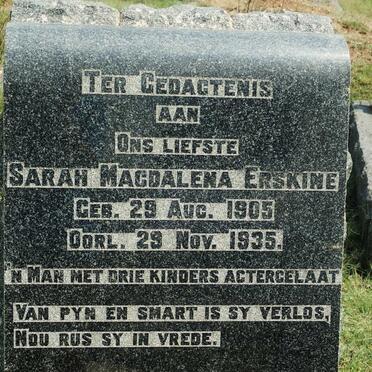 TER GEDAGTENIS
AAN
ONS LIEFSTE
SARAH MAGDALENA ERSKINE
GEB. 29 AUG. 1905
OORL. 29 NOV. 1935.
'N MAN MET DRIE KINDERS ACTERGELAAT
VAN PYN EN SMART IS SY VERLOS,
NOU RUS SY IN VREDE.